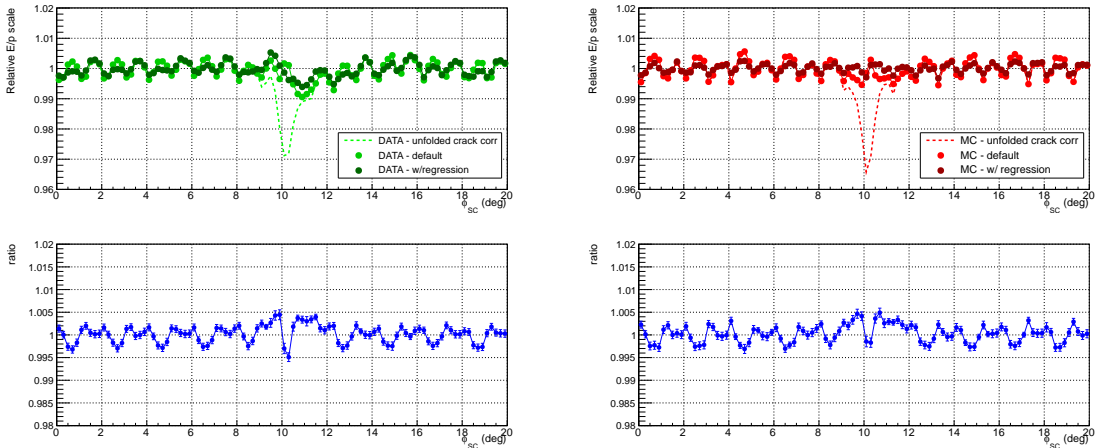 Relative E/p scale
1.02
1.01
1
0.99
0.98
0.97
0.96
DATA - unfolded crack corr
DATA - default
DATA - w/regression
0 2 4 6 8 10 12 14 16 18 20
ϕSC (deg)
Relative E/p scale
1.02
1.01
1
0.99
0.98
0.97
0.96
MC - unfolded crack corr
MC - default
MC - w/ regression
0 2 4 6 8 10 12 14 16 18 20
ϕSC (deg)
ratio
1.02
1.015
1.01
1.005
1
0.995
0.99
0.985
0.98
0 2 4 6 8 10 12 14 16 18 20
ϕSC (deg)
ratio
1.02
1.015
1.01
1.005
1
0.995
0.99
0.985
0.98
0 2 4 6 8 10 12 14 16 18 20
ϕSC (deg)